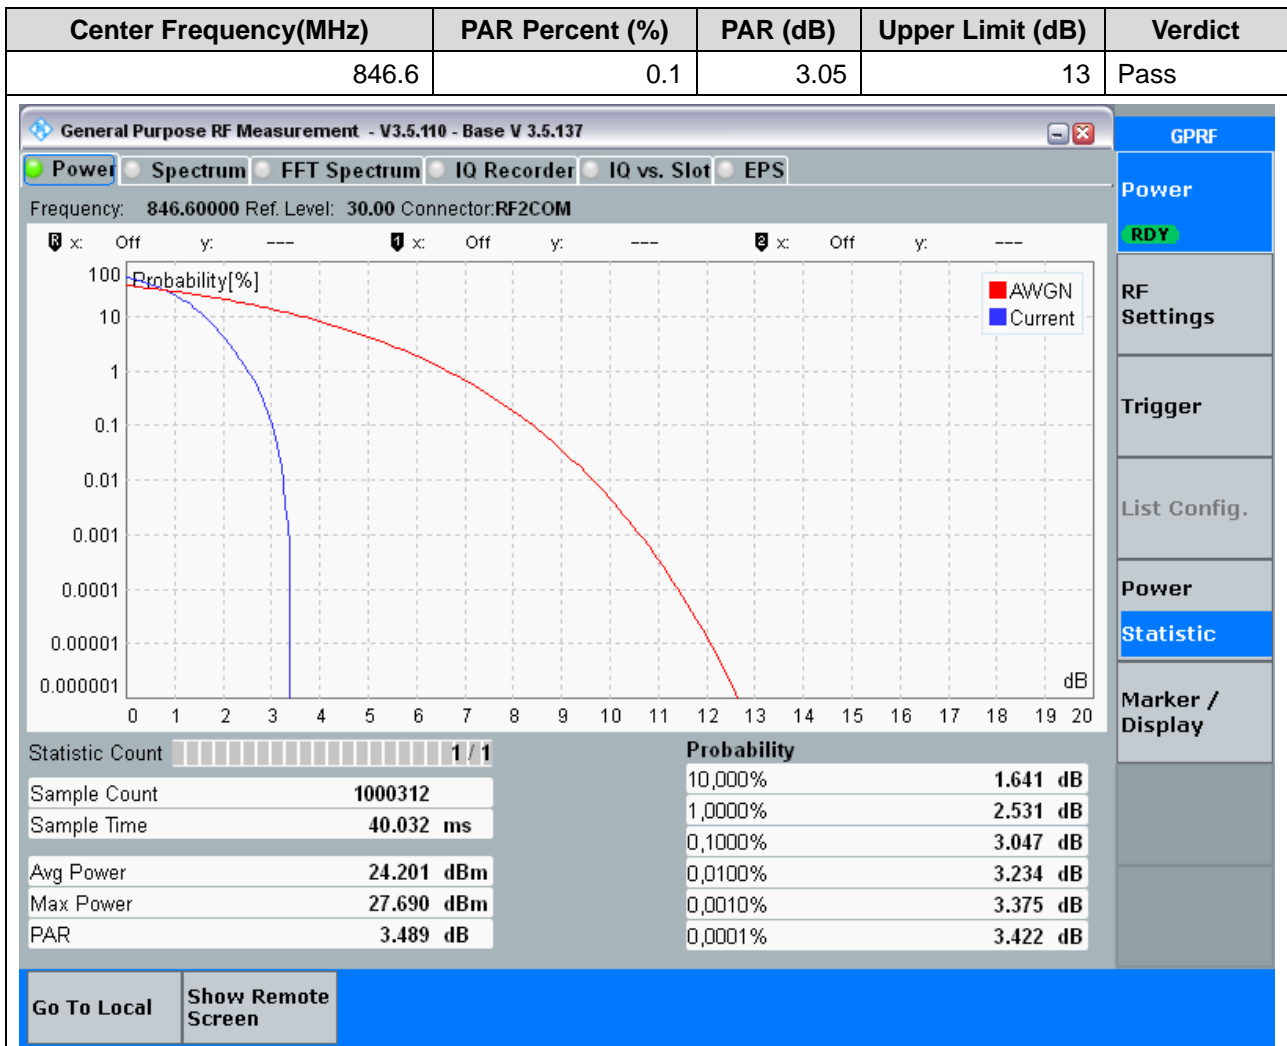 Center Frequency(MHz) PAR Percent (%) PAR (dB) Upper Limit (dB) Verdict
846.6 0.1 3.05 13 Pass
General Purpose RF Measurement - V3.5.110 - Base V 3.5.137
GPRF
Power Spectrum FFT Spectrum IQ Recorder IQ vs. Slot EPS
Power
RDY
Frequency: 846.60000 Ref. Level: 30.00 Connector:RF2COM
R x: Off y: --- 1 x: Off y: --- 2 x: Off y: ---
Probability[%]
AWGN
Current
100
10
1
0.1
0.01
0.001
0.0001
0.00001
0.000001
dB
0 1 2 3 4 5 6 7 8 9 10 11 12 13 14 15 16 17 18 19 20
RF
Settings
Trigger
List Config.
Power
Statistic
Marker /
Display
Statistic Count 1 / 1
Sample Count 1000312
Sample Time 40.032 ms
Avg Power 24.201 dBm
Max Power 27.690 dBm
PAR 3.489 dB
Probability
10,000% 1.641 dB
1,0000% 2.531 dB
0,1000% 3.047 dB
0,0100% 3.234 dB
0,0010% 3.375 dB
0,0001% 3.422 dB
Go To Local
Show Remote
Screen